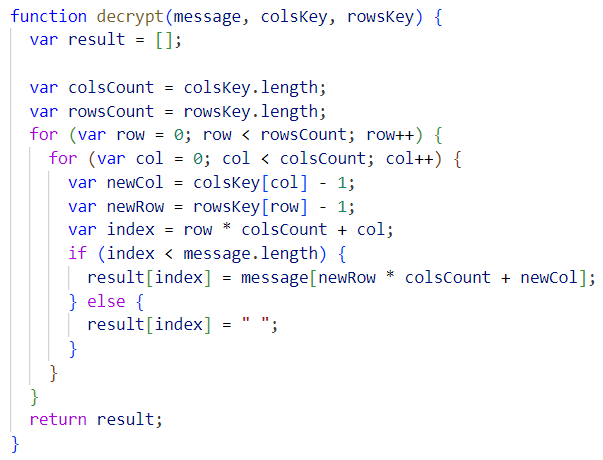 function decrypt(message, colsKey, rowsKey) {
  var result = [];

  var colsCount = colsKey.length;
  var rowsCount = rowsKey.length;
  for (var row = 0; row < rowsCount; row++) {
    for (var col = 0; col < colsCount; col++) {
      var newCol = colsKey[col] - 1;
      var newRow = rowsKey[row] - 1;
      var index = row * colsCount + col;
      if (index < message.length) {
        result[index] = message[newRow * colsCount + newCol];
      } else {
        result[index] = " ";
      }
    }
  }
  return result;
}